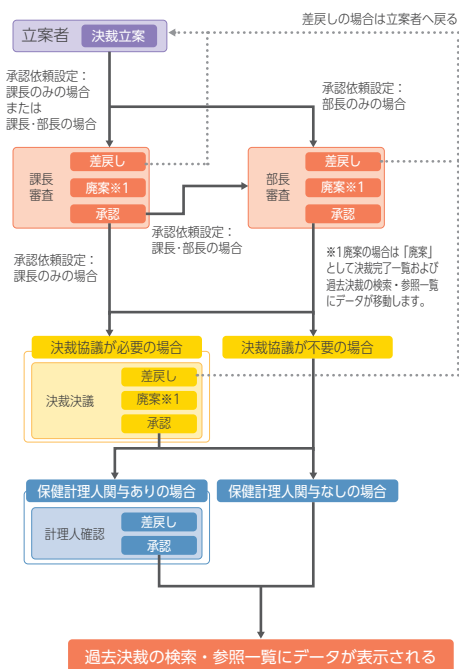 差戻しの場合は立案者へ戻る
立案者
決裁立案
承認依頼設定：
課長のみの場合
または
課長・部長の場合
承認依頼設定：
部長のみの場合
課長
審査
差戻し
廃案※1
承認
部長
審査
差戻し
廃案※1
承認
承認依頼設定：
課長・部長の場合
承認依頼設定：
課長のみの場合
※1廃案の場合は「廃案」
として決裁完了一覧および
過去決裁の検索・参照一覧
にデータが移動します。
決裁協議が必要の場合
決裁協議が不要の場合
決裁決議
差戻し
廃案※1
承認
保健計理人関与ありの場合
保健計理人関与なしの場合
計理人確認
差戻し
承認
過去決裁の検索・参照一覧にデータが表示される